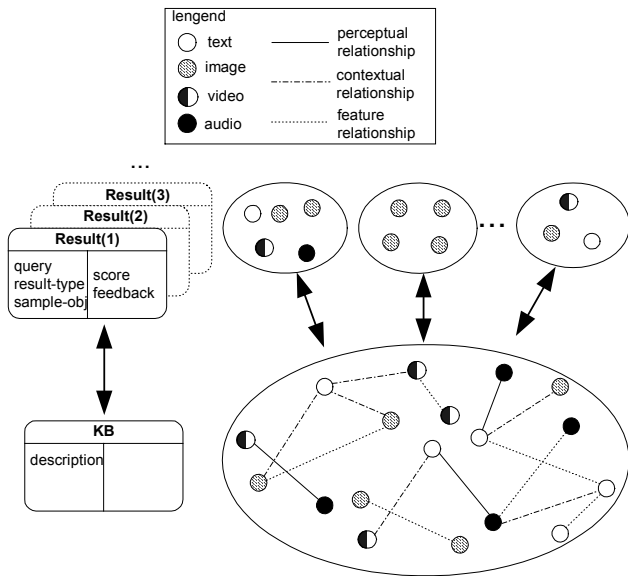 lengend
text
perceptual
relationship
image
contextual
relationship
video
feature
relationship
audio
...
Result(3)
Result(2)
Result(1)
query
result-type
sample-obj
score
feedback
...
KB
description